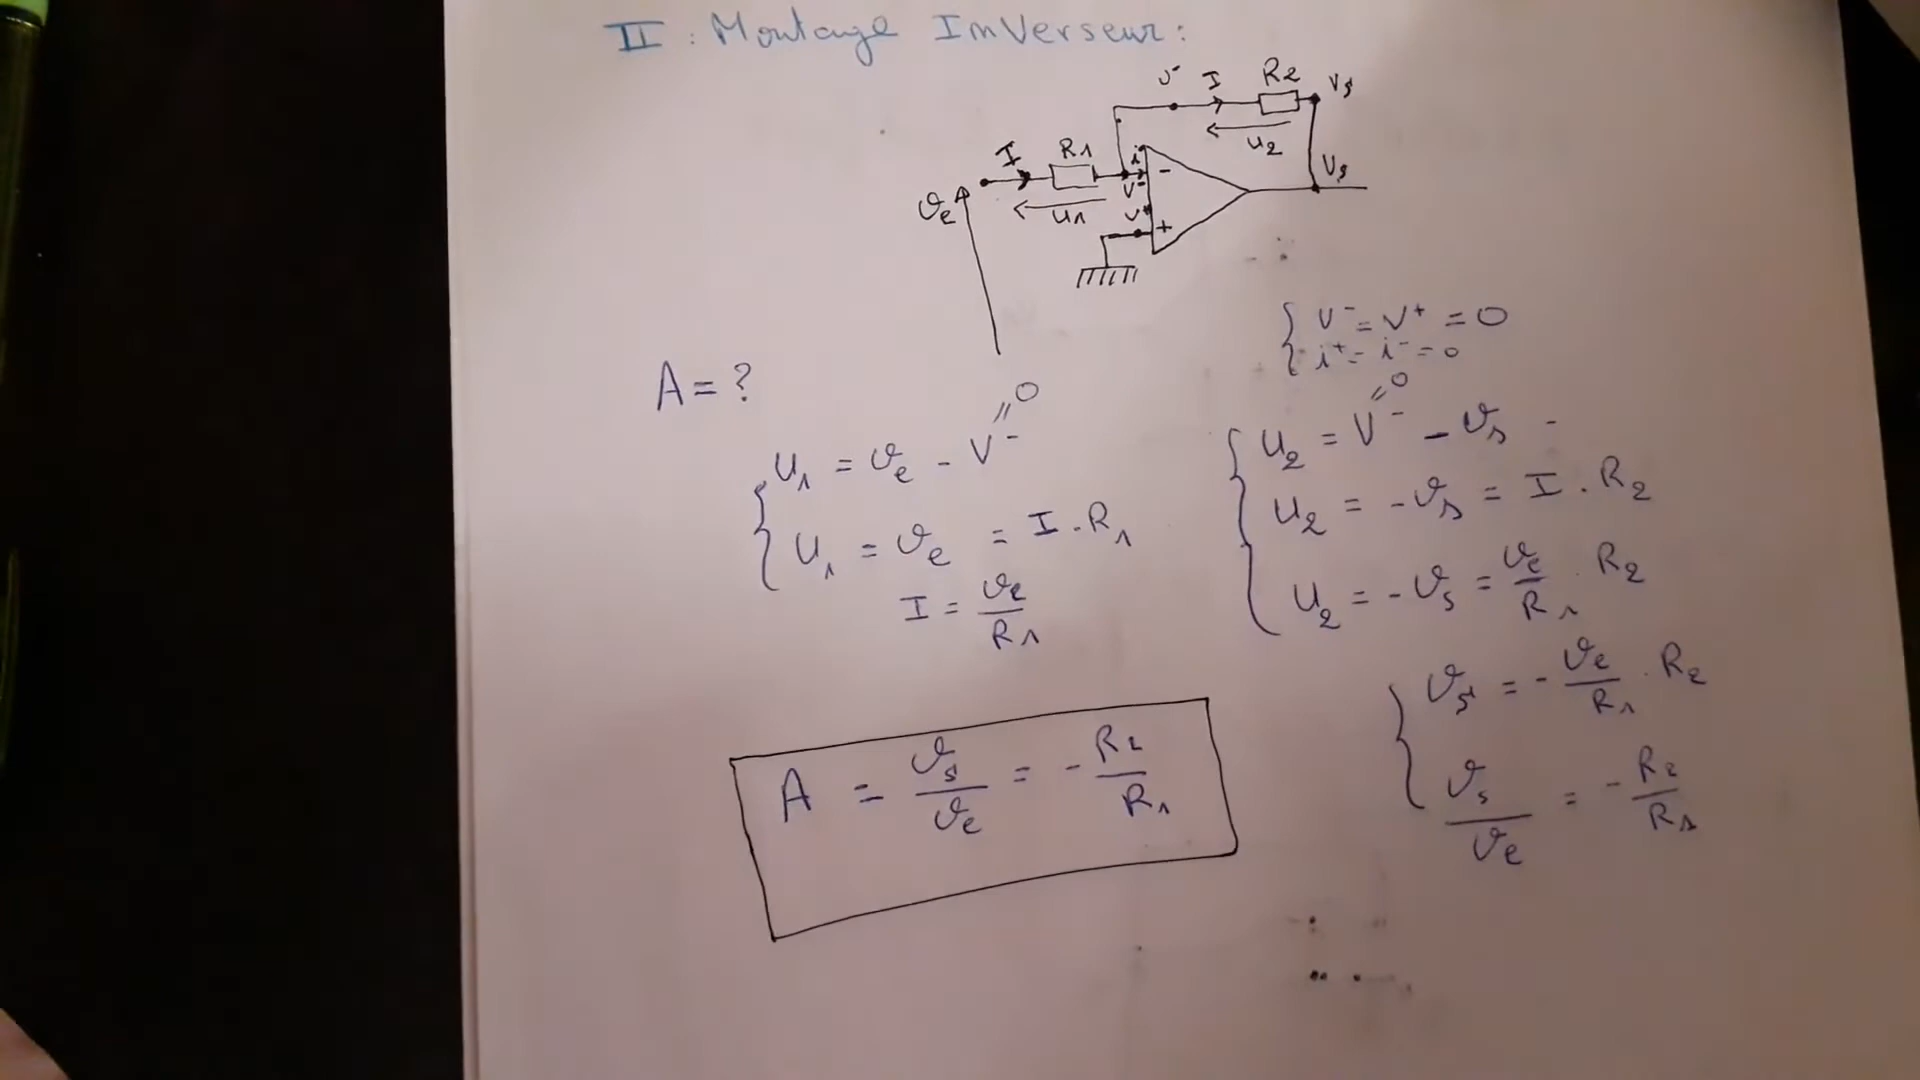 II : Montage Inverseur :
V⁻ I R2 Vs
U2
I R1 i⁻ -
Ve U1 V⁻ Vs
V⁺ +
{ V⁻ = V⁺ = 0
i⁺ = i⁻ = 0
A = ?
{ U1 = Ve - V⁻ = 0
U1 = Ve = I . R1
I = Ve / R1
{ U2 = V⁻ = 0 - Vs -
U2 = - Vs = I . R2
U2 = - Vs = Ve / R1 . R2
{ Vs = - Ve / R1 . R2
Vs / Ve = - R2 / R1
A = Vs / Ve = - R2 / R1